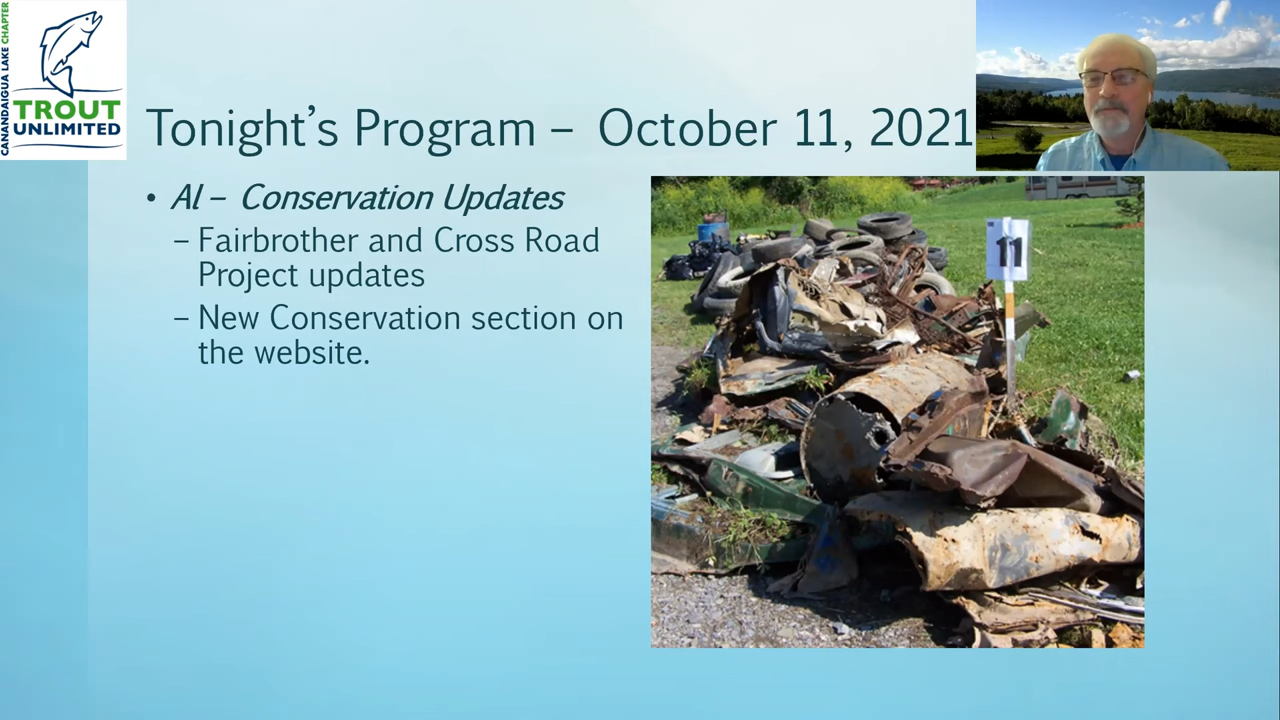 CANANDAIGUA LAKE CHAPTER
TROUT
UNLIMITED
Tonight's Program – October 11, 2021
• Al – Conservation Updates
– Fairbrother and Cross Road
Project updates
– New Conservation section on
the website.
11